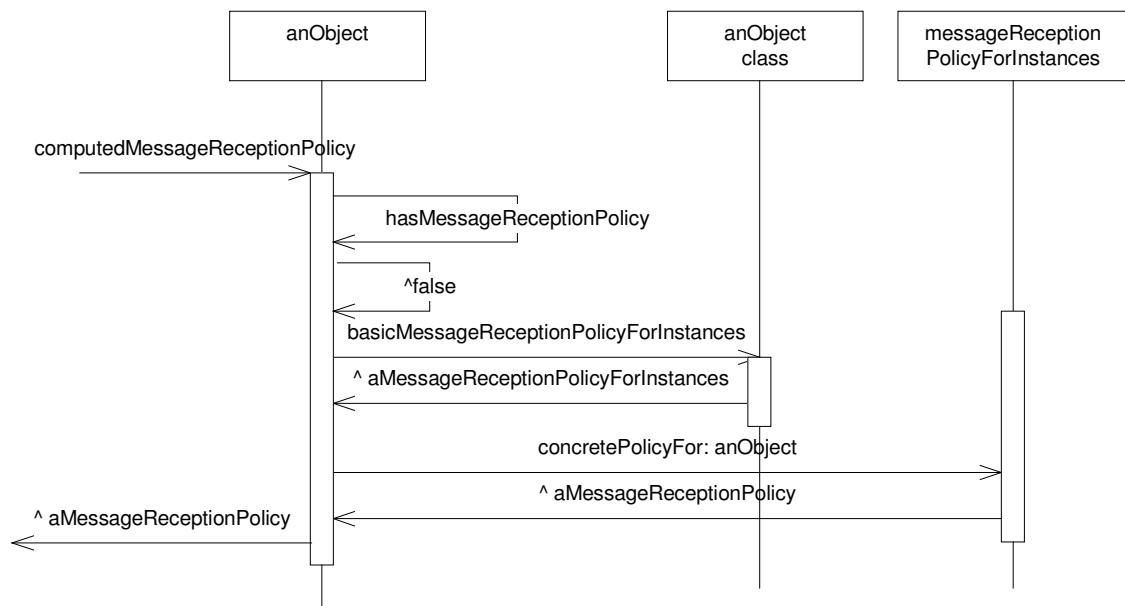 anObject
anObject
class
messageReception
PolicyForInstances
computedMessageReceptionPolicy
hasMessageReceptionPolicy
^false
basicMessageReceptionPolicyForInstances
^ aMessageReceptionPolicyForInstances
concretePolicyFor: anObject
^ aMessageReceptionPolicy
^ aMessageReceptionPolicy